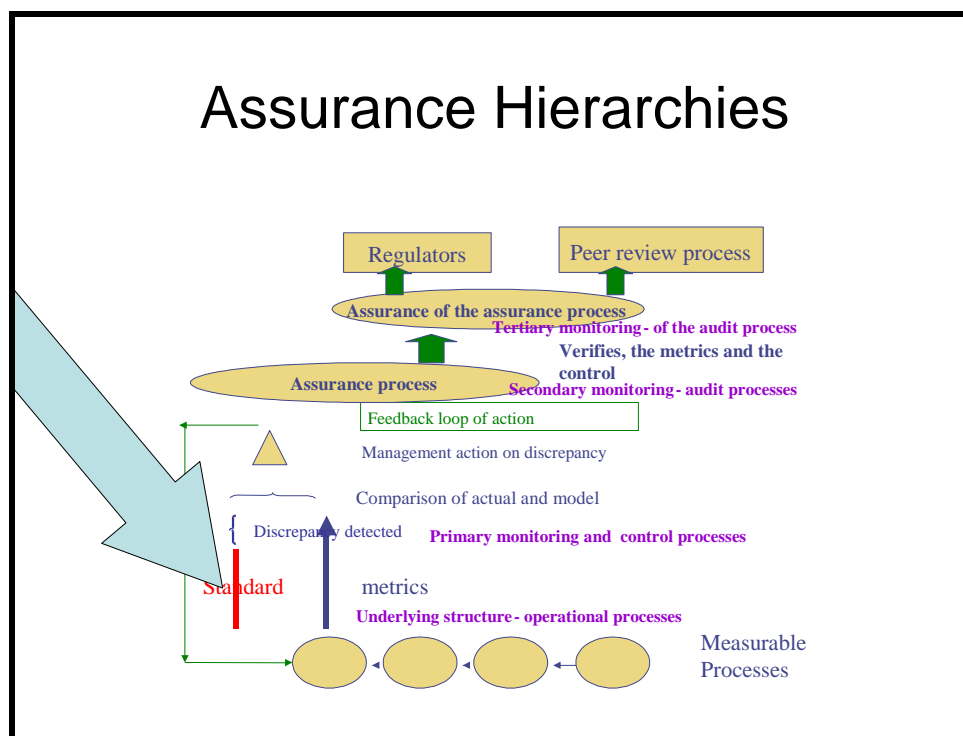 Assurance Hierarchies
Regulators
Peer review process
Assurance of the assurance process
Tertiary monitoring - of the audit process
Verifies, the metrics and the
control
Assurance process
Secondary monitoring - audit processes
Feedback loop of action
Management action on discrepancy
Comparison of actual and model
{ Discrepancy detected
Primary monitoring and control processes
Standard
metrics
Underlying structure - operational processes
Measurable
Processes